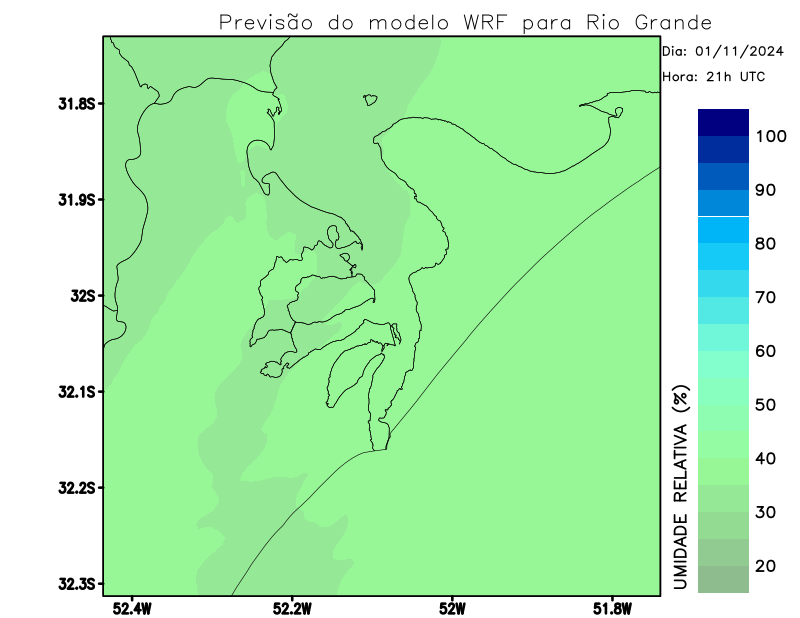 Previsão do modelo WRF para Rio Grande
Dia: 01/11/2024
Hora: 21h UTC
31.8S
31.9S
32S
32.1S
32.2S
32.3S
52.4W
52.2W
52W
51.8W
UMIDADE RELATIVA (%)
100
90
80
70
60
50
40
30
20